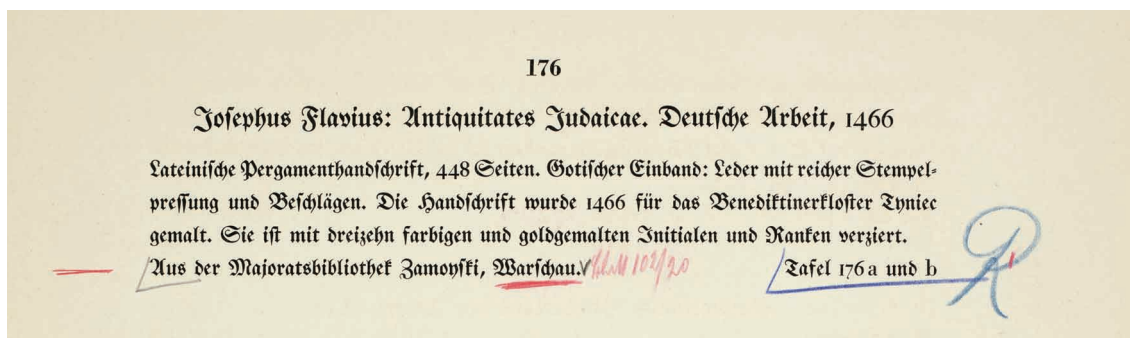 176
Josephus Flavius: Antiquitates Judaicae. Deutsche Arbeit, 1466
Lateinische Pergamenthandschrift, 448 Seiten. Gotischer Einband: Leder mit reicher Stempel-
pressung und Beschlägen. Die Handschrift wurde 1466 für das Benediktinerkloster Tyniec
gemalt. Sie ist mit dreizehn farbigen und goldgemalten Initialen und Ranken verziert.
Aus der Majoratsbibliothek Zamoyski, Warschau. 102/20 Tafel 176 a und b R